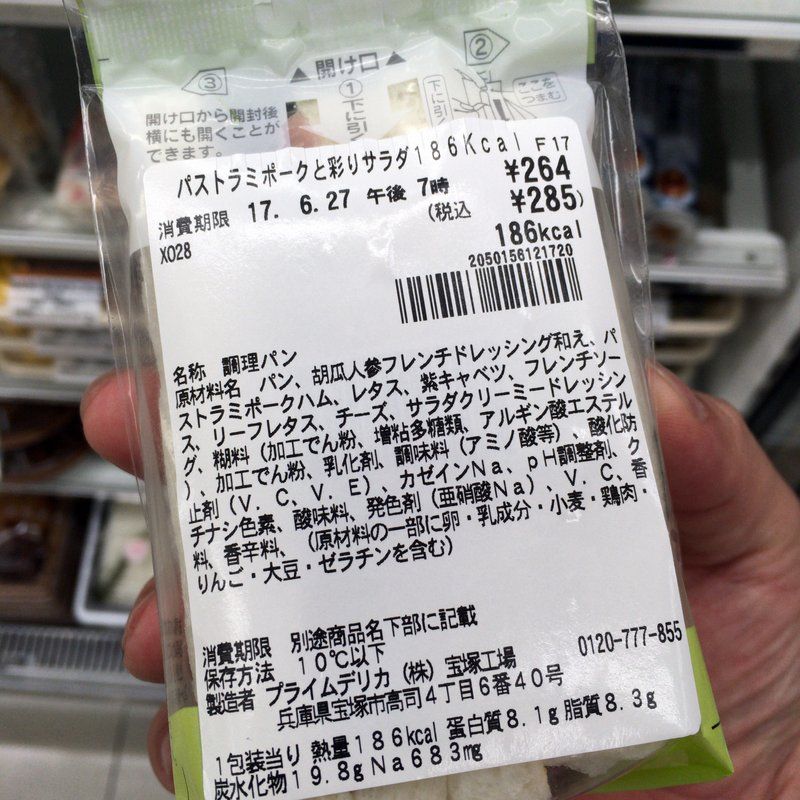 ②
③
開け口
①
下に引
下に引
ここを
つまむ
開け口から開封後
横にも開くことが
できます。
パストラミポークと彩りサラダ186Kcal F17
¥264
消費期限 17. 6.27 午後 7時
(税込 ¥285)
X028
186kcal
2050156121720
名称 調理パン
原材料名 パン、胡瓜人参フレンチドレッシング和え、パ
ストラミポークハム、レタス、紫キャベツ、フレンチソー
ス、リーフレタス、チーズ、サラダクリーミードレッシン
グ、糊料(加工でん粉、増粘多糖類、アルギン酸エステル
)、加工でん粉、乳化剤、調味料(アミノ酸等)、酸化防
止剤(V.C、V.E)、カゼインNa、pH調整剤、ク
チナシ色素、酸味料、発色剤(亜硝酸Na)、V.C、香
料、香辛料、(原材料の一部に卵・乳成分・小麦・鶏肉・
りんご・大豆・ゼラチンを含む)
消費期限 別途商品名下部に記載
保存方法 10℃以下
0120-777-855
製造者 プライムデリカ(株)宝塚工場
兵庫県宝塚市高司4丁目6番40号
1包装当り 熱量186kcal 蛋白質8.1g 脂質8.3g
炭水化物19.8g Na683mg